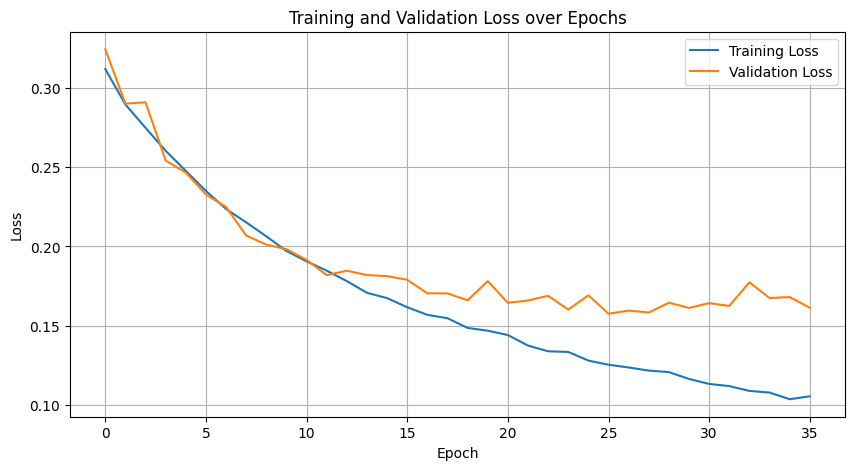 Training and Validation Loss over Epochs
Training Loss
Validation Loss
0.30
0.25
0.20
0.15
0.10
Loss
0 5 10 15 20 25 30 35
Epoch